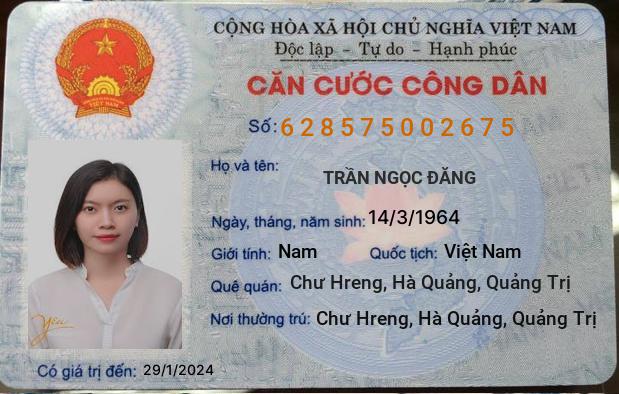 CỘNG HÒA XÃ HỘI CHỦ NGHĨA VIỆT NAM
Độc lập - Tự do - Hạnh phúc
CĂN CƯỚC CÔNG DÂN
Số: 628575002675
Họ và tên:
TRẦN NGỌC ĐĂNG
Ngày, tháng, năm sinh: 14/3/1964
Giới tính: Nam Quốc tịch: Việt Nam
Quê quán: Chư Hreng, Hà Quảng, Quảng Trị
Nơi thường trú: Chư Hreng, Hà Quảng, Quảng Trị
Có giá trị đến: 29/1/2024
VIỆT NAM
Yêu